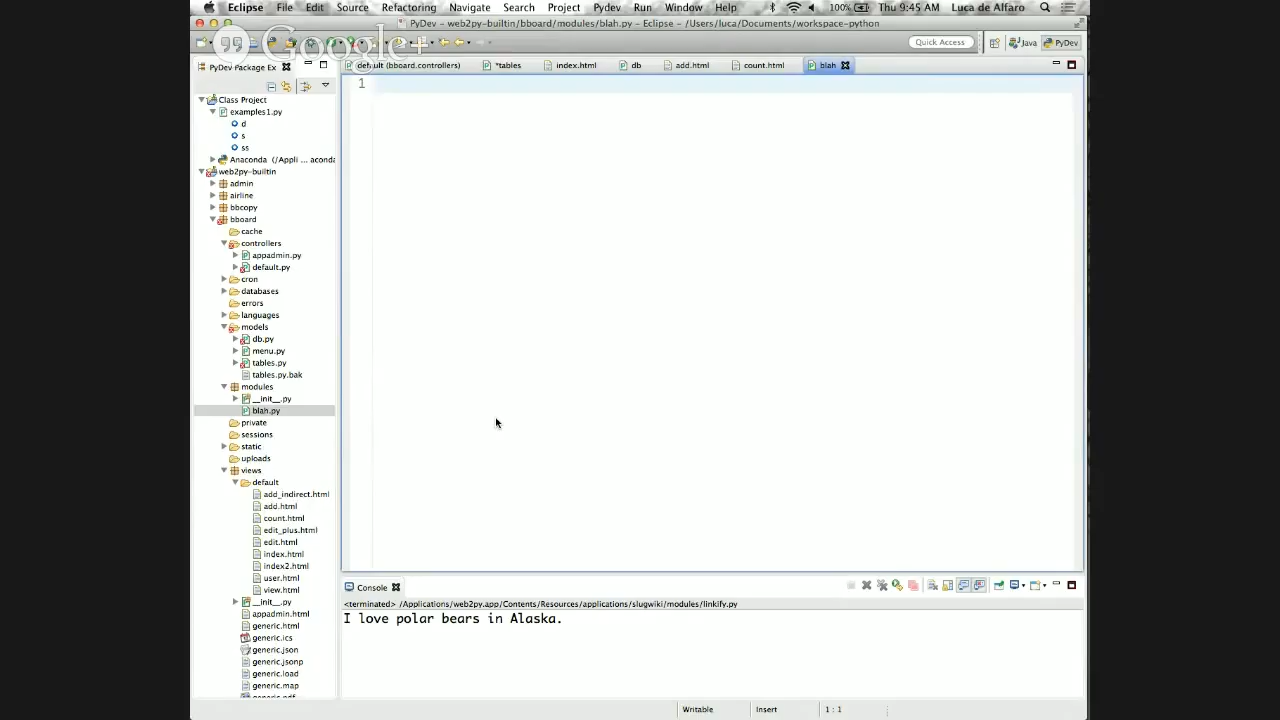 Eclipse File Edit Source Refactoring Navigate Search Project Pydev Run Window Help 100% Thu 9:45 AM Luca de Alfaro
PyDev – web2py-builtin/bboard/modules/blah.py – Eclipse – /Users/luca/Documents/workspace-python
Google+
Quick Access Java PyDev
PyDev Package Ex
default (bboard.controllers) *tables index.html db add.html count.html blah
1
Class Project
examples1.py
d
s
ss
Anaconda (/Appli ... aconda
web2py-builtin
admin
airline
bbcopy
bboard
cache
controllers
appadmin.py
default.py
cron
databases
errors
languages
models
db.py
menu.py
tables.py
tables.py.bak
modules
__init__.py
blah.py
private
sessions
static
uploads
views
default
add_indirect.html
add.html
count.html
edit_plus.html
edit.html
index.html
index2.html
user.html
view.html
__init__.py
appadmin.html
generic.html
generic.ics
generic.json
generic.jsonp
generic.load
generic.map
generic.pdf
Console
<terminated> /Applications/web2py.app/Contents/Resources/applications/slugwiki/modules/linkify.py
I love polar bears in Alaska.
Writable Insert 1 : 1